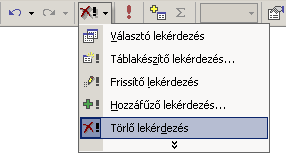 Választó lekérdezés
Táblakészítő lekérdezés...
Frissítő lekérdezés
Hozzáfűző lekérdezés...
Törlő lekérdezés